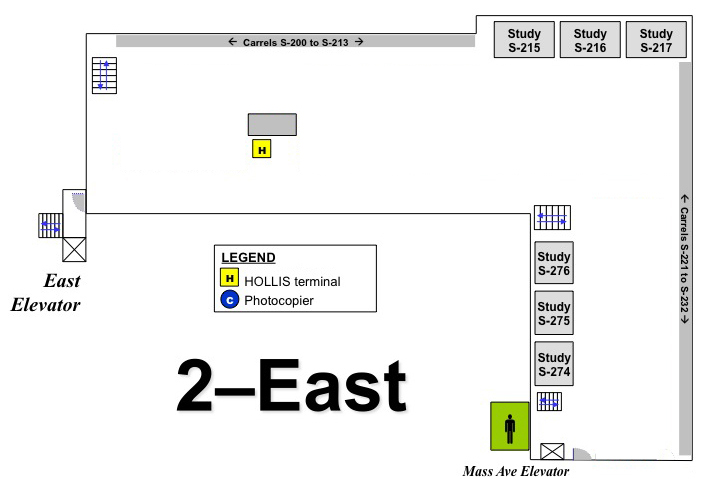 ← Carrels S-200 to S-213 →
Study
S-215
Study
S-216
Study
S-217
H
← Carrels S-221 to S-232 →
Study
S-276
Study
S-275
Study
S-274
East
Elevator
LEGEND
H HOLLIS terminal
C Photocopier
2–East
Mass Ave Elevator